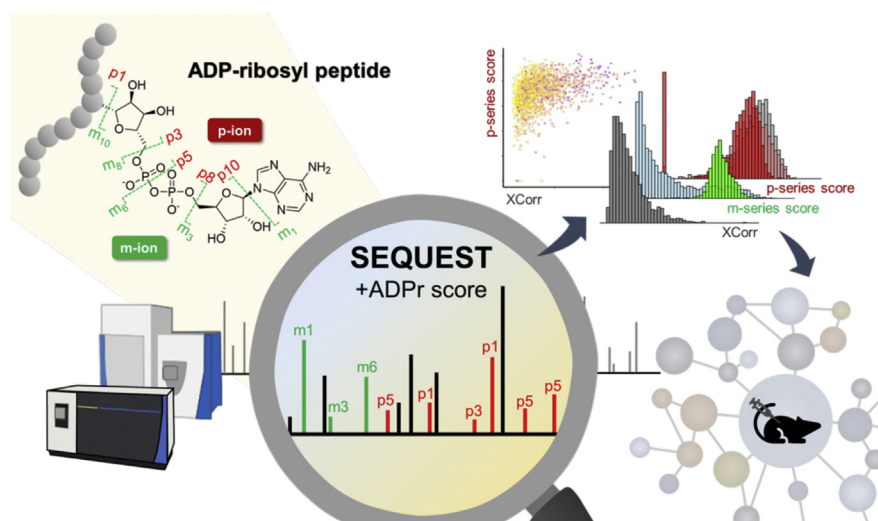 ADP-ribosyl peptide
p1
OH
OH
O
m10
p3
p-ion
m8
O
p5
O
O
p8
p10
N
N
NH2
-O
P
O
P
O
O
N
N
N
m6
O
O-
m3
HO
OH
m1
m-ion
p-series score
XCorr
p-series score
m-series score
XCorr
SEQUEST
+ADPr score
m1
m3
m6
p5
p1
p3
p1
p5
p5